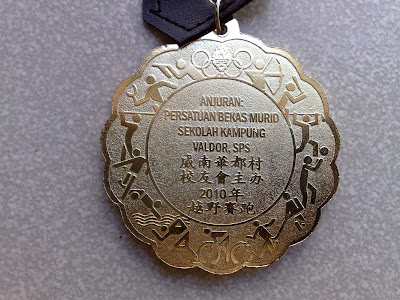 ANJURAN:
PERSATUAN BEKAS MURID
SEKOLAH KAMPUNG
VALDOR, SPS
威南華都村
校友會主办
2010年
越野賽跑